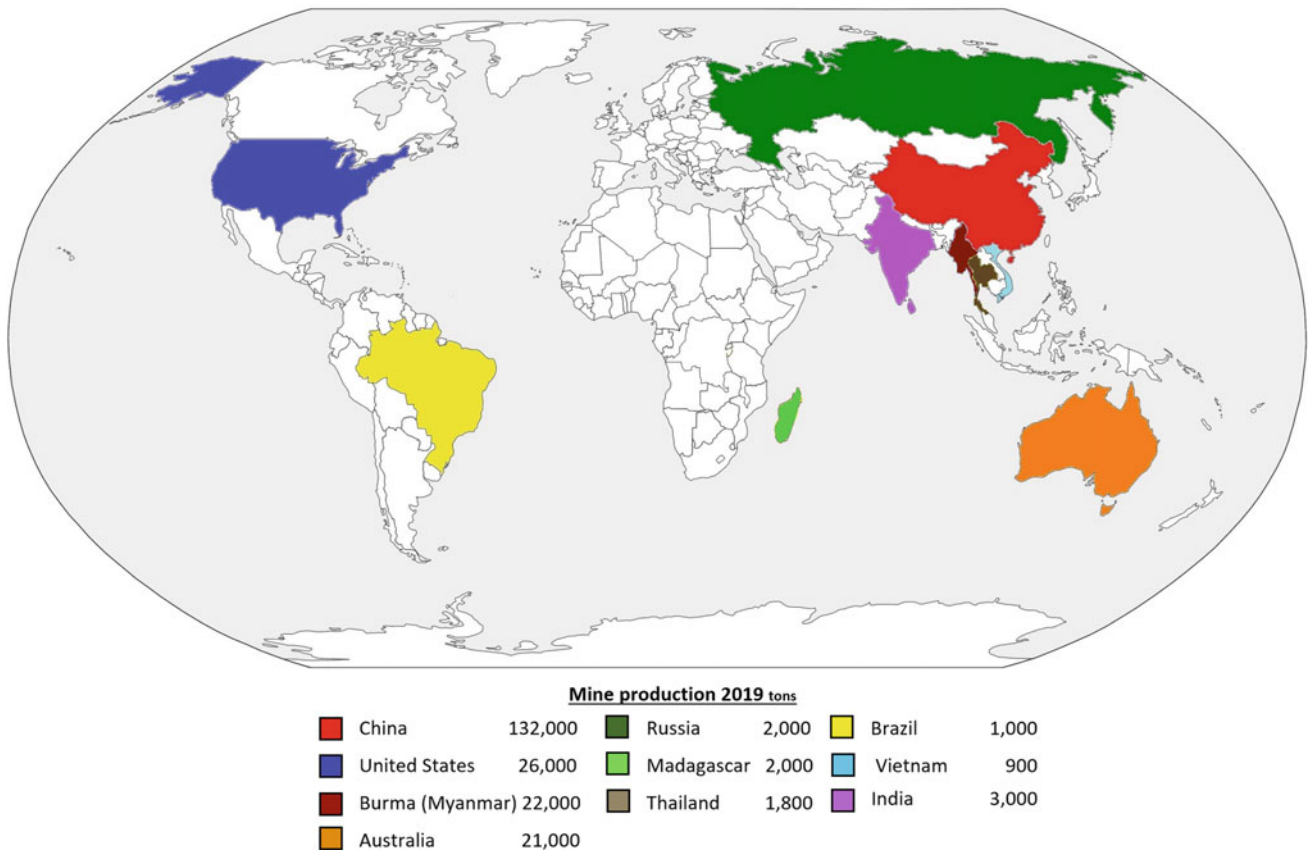 Mine production 2019 tons
China 132,000 Russia 2,000 Brazil 1,000
United States 26,000 Madagascar 2,000 Vietnam 900
Burma (Myanmar) 22,000 Thailand 1,800 India 3,000
Australia 21,000